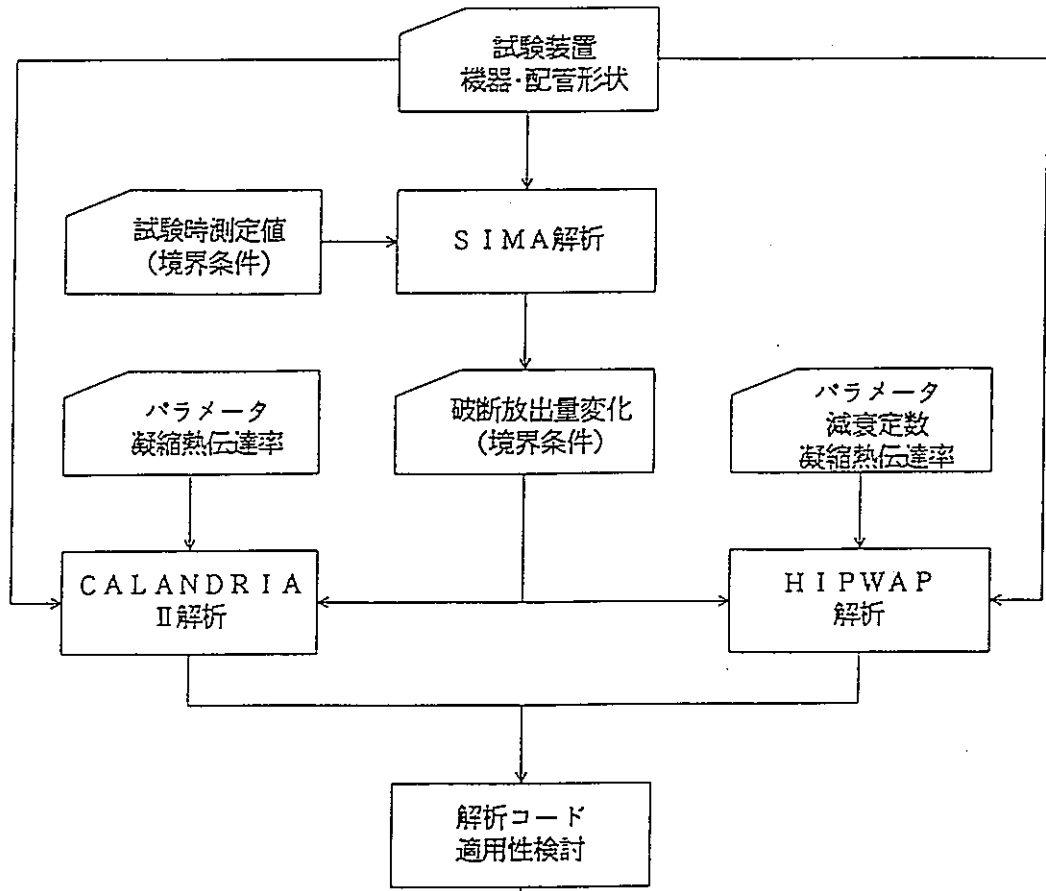 試験装置
機器・配管形状
試験時測定値
(境界条件)
SIMA解析
パラメータ
凝縮熱伝達率
破断放出量変化
(境界条件)
パラメータ
減衰定数
凝縮熱伝達率
CALANDRIA
Ⅱ解析
HIPWAP
解析
解析コード
適用性検討